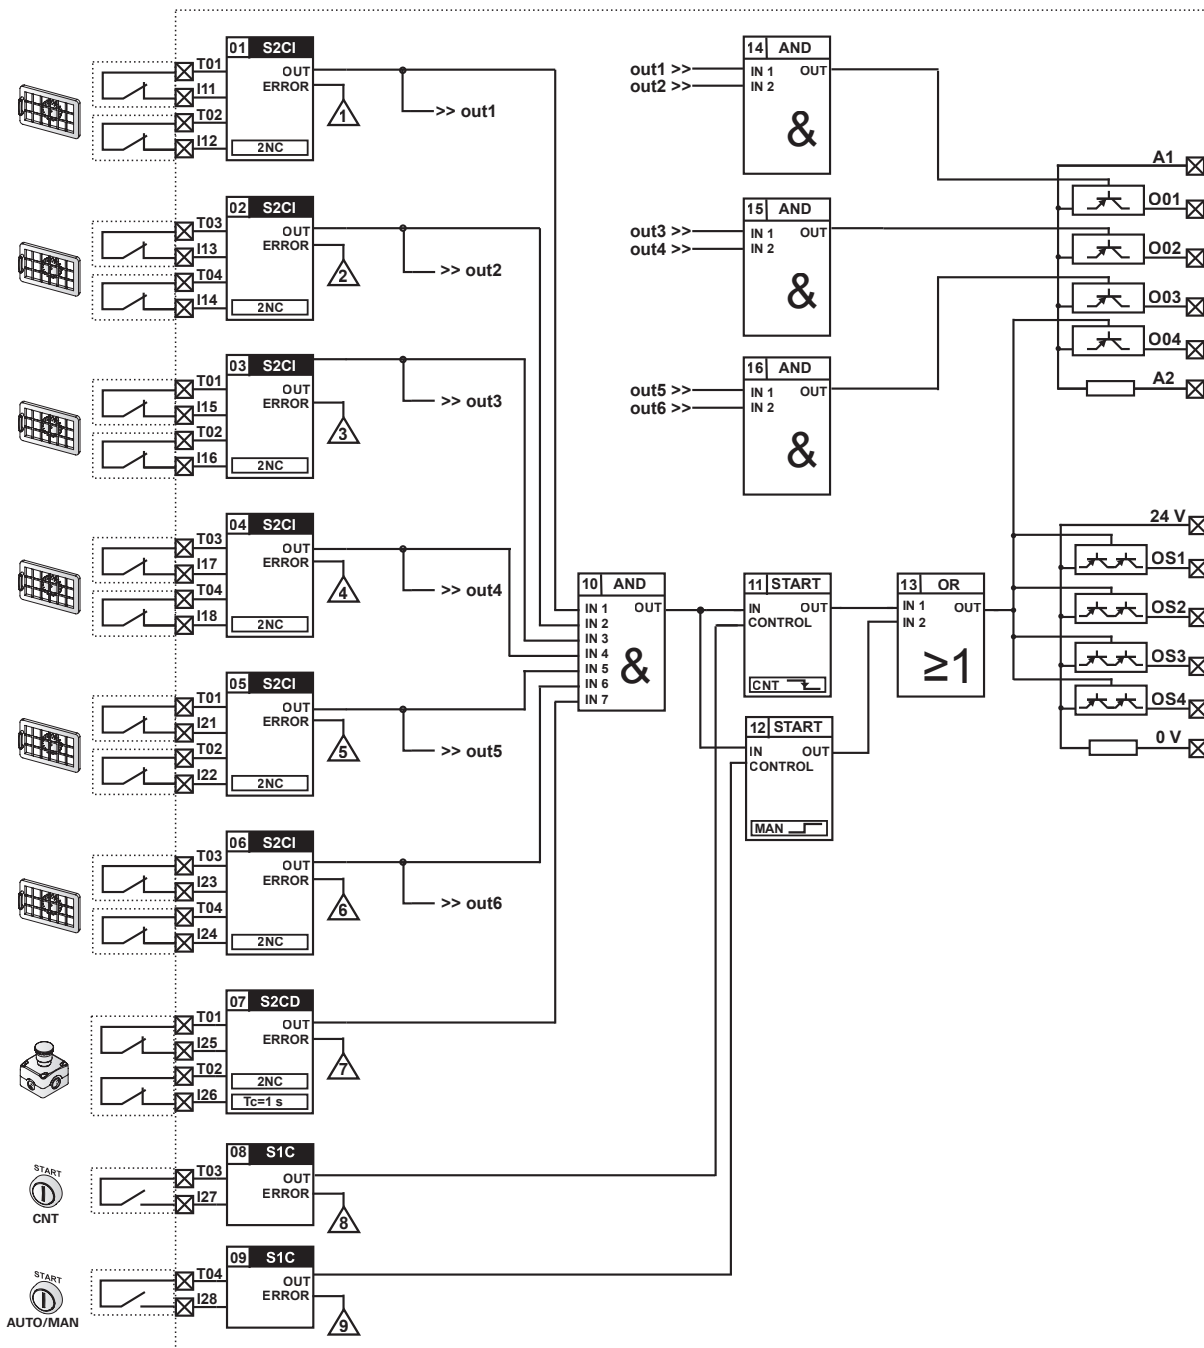 01 S2CI
T01
OUT
I11
ERROR
1
T02
>> out1
I12
2NC
02 S2CI
T03
OUT
I13
ERROR
2
T04
>> out2
I14
2NC
03 S2CI
T01
OUT
I15
ERROR
3
T02
>> out3
I16
2NC
04 S2CI
T03
OUT
I17
ERROR
4
T04
>> out4
I18
2NC
05 S2CI
T01
OUT
I21
ERROR
5
T02
>> out5
I22
2NC
06 S2CI
T03
OUT
I23
ERROR
6
T04
>> out6
I24
2NC
07 S2CD
T01
OUT
I25
ERROR
7
T02
2NC
I26
Tc=1 s
08 S1C
START
T03
OUT
I27
ERROR
8
CNT
09 S1C
START
T04
OUT
I28
ERROR
9
AUTO/MAN
10 AND
IN 1 OUT
IN 2
IN 3
IN 4
IN 5
IN 6
IN 7
&
11 START
IN OUT
CONTROL
CNT
12 START
IN OUT
CONTROL
MAN
13 OR
IN 1 OUT
IN 2
≥1
14 AND
out1 >> IN 1 OUT
out2 >> IN 2
&
15 AND
out3 >> IN 1 OUT
out4 >> IN 2
&
16 AND
out5 >> IN 1 OUT
out6 >> IN 2
&
A1
O01
O02
O03
O04
A2
24 V
OS1
OS2
OS3
OS4
0 V